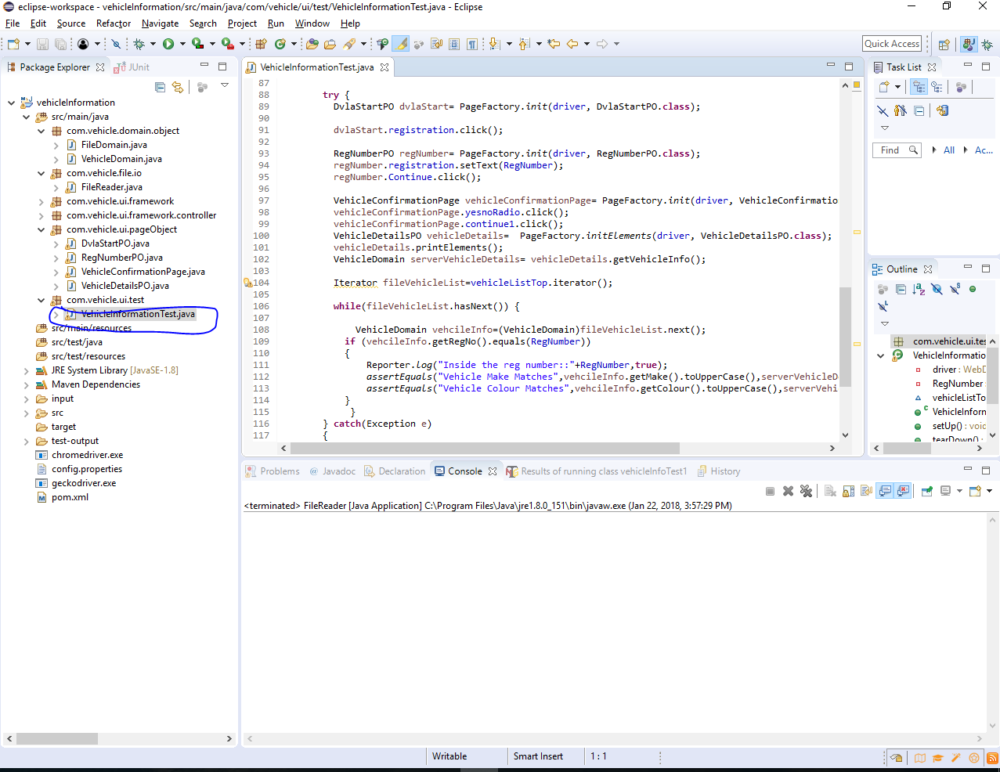 eclipse-workspace - vehicleInformation/src/main/java/com/vehicle/ui/test/VehicleInformationTest.java - Eclipse
File Edit Source Refactor Navigate Search Project Run Window Help
Quick Access
Package Explorer JUnit
vehicleInformation
src/main/java
com.vehicle.domain.object
FileDomain.java
VehicleDomain.java
com.vehicle.file.io
FileReader.java
com.vehicle.ui.framework
com.vehicle.ui.framework.controller
com.vehicle.ui.pageObject
DvlaStartPO.java
RegNumberPO.java
VehicleConfirmationPage.java
VehicleDetailsPO.java
com.vehicle.ui.test
VehicleInformationTest.java
src/main/resources
src/test/java
src/test/resources
JRE System Library [JavaSE-1.8]
Maven Dependencies
input
src
target
test-output
chromedriver.exe
config.properties
geckodriver.exe
pom.xml
VehicleInformationTest.java
87
88 try {
89 DvlaStartPO dvlaStart= PageFactory.init(driver, DvlaStartPO.class);
90
91 dvlaStart.registration.click();
92
93 RegNumberPO regNumber= PageFactory.init(driver, RegNumberPO.class);
94 regNumber.registration.setText(RegNumber);
95 regNumber.Continue.click();
96
97 VehicleConfirmationPage vehicleConfirmationPage= PageFactory.init(driver, VehicleConfirmation
98 vehicleConfirmationPage.yesnoRadio.click();
99 vehicleConfirmationPage.continue1.click();
100 VehicleDetailsPO vehicleDetails= PageFactory.initElements(driver, VehicleDetailsPO.class);
101 vehicleDetails.printElements();
102 VehicleDomain serverVehicleDetails= vehicleDetails.getVehicleInfo();
103
104 Iterator fileVehicleList=vehicleListTop.iterator();
105
106 while(fileVehicleList.hasNext()) {
107
108 VehicleDomain vehcileInfo=(VehicleDomain)fileVehicleList.next();
109 if (vehcileInfo.getRegNo().equals(RegNumber))
110 {
111 Reporter.log("Inside the reg number::"+RegNumber,true);
112 assertEquals("Vehicle Make Matches",vehcileInfo.getMake().toUpperCase(),serverVehicleD
113 assertEquals("Vehicle Colour Matches",vehcileInfo.getColour().toUpperCase(),serverVehi
114 }
115 }
116 } catch(Exception e)
117 {
Task List
Find All Ac...
Outline
com.vehicle.ui.tes
VehicleInformatio
driver : WebD
RegNumber
vehicleListTo
VehicleInforn
setUp() : voic
tearDown() :
Problems Javadoc Declaration Console Results of running class vehicleInfoTest1 History
<terminated> FileReader [Java Application] C:\Program Files\Java\jre1.8.0_151\bin\javaw.exe (Jan 22, 2018, 3:57:29 PM)
Writable Smart Insert 1 : 1